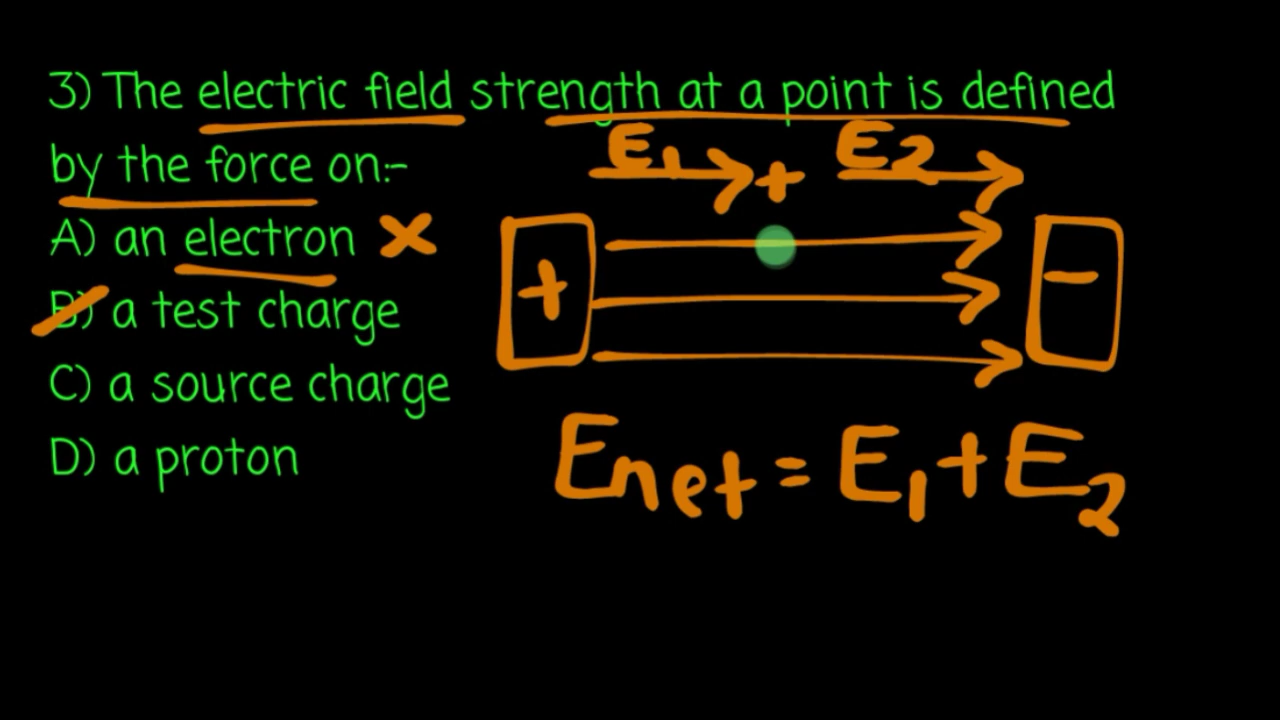 3) The electric field strength at a point is defined
by the force on:-
E1 + E2
A) an electron ×
+ −
B) a test charge
C) a source charge
Enet = E1 + E2
D) a proton